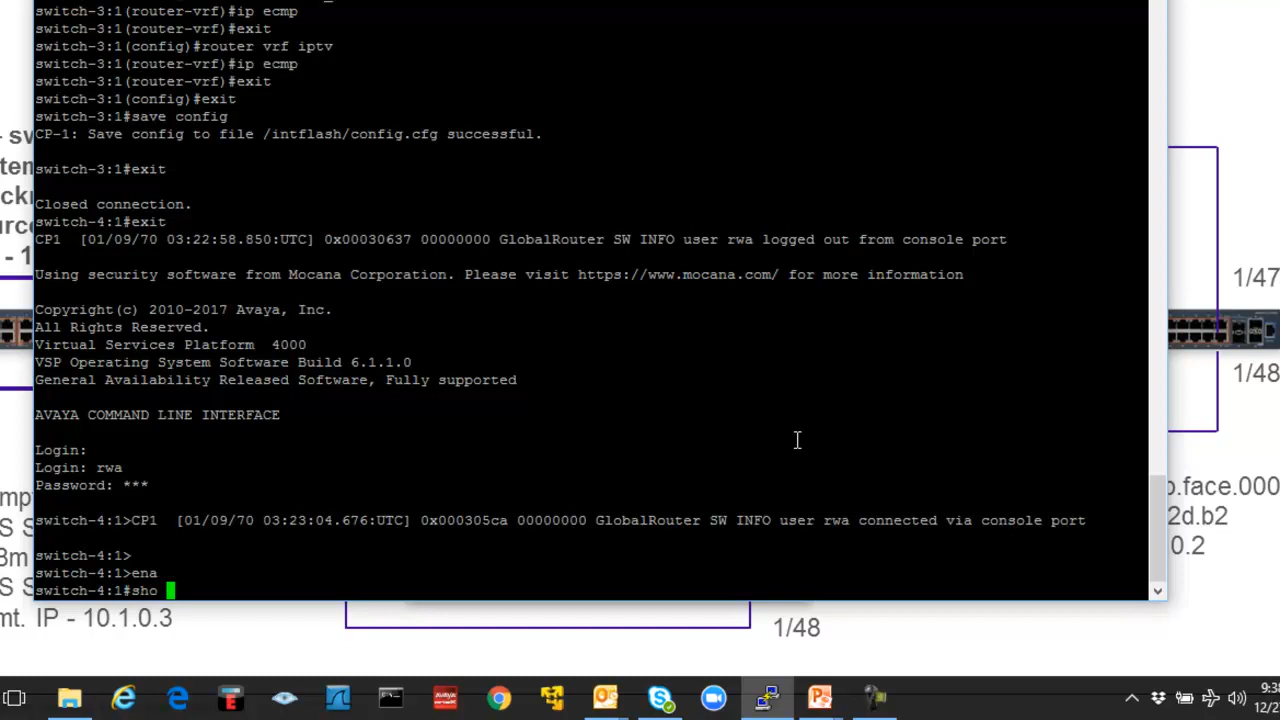 switch-3:1(router-vrf)#ip ecmp
switch-3:1(router-vrf)#exit
switch-3:1(config)#router vrf iptv
switch-3:1(router-vrf)#ip ecmp
switch-3:1(router-vrf)#exit
switch-3:1(config)#exit
switch-3:1#save config
CP-1: Save config to file /intflash/config.cfg successful.
switch-3:1#exit
Closed connection.
switch-4:1#exit
CP1  [01/09/70 03:22:58.850:UTC] 0x00030637 00000000 GlobalRouter SW INFO user rwa logged out from console port
Using security software from Mocana Corporation. Please visit https://www.mocana.com/ for more information
Copyright(c) 2010-2017 Avaya, Inc.
All Rights Reserved.
Virtual Services Platform  4000
VSP Operating System Software Build 6.1.1.0
General Availability Released Software, Fully supported
AVAYA COMMAND LINE INTERFACE
Login:
Login: rwa
Password: ***
switch-4:1>CP1  [01/09/70 03:23:04.676:UTC] 0x000305ca 00000000 GlobalRouter SW INFO user rwa connected via console port
switch-4:1>
switch-4:1>ena
switch-4:1#sho
1/47
1/48
mt. IP - 10.1.0.3
1/48
o.face.000
2d.b2
0.2
9:38
12/2